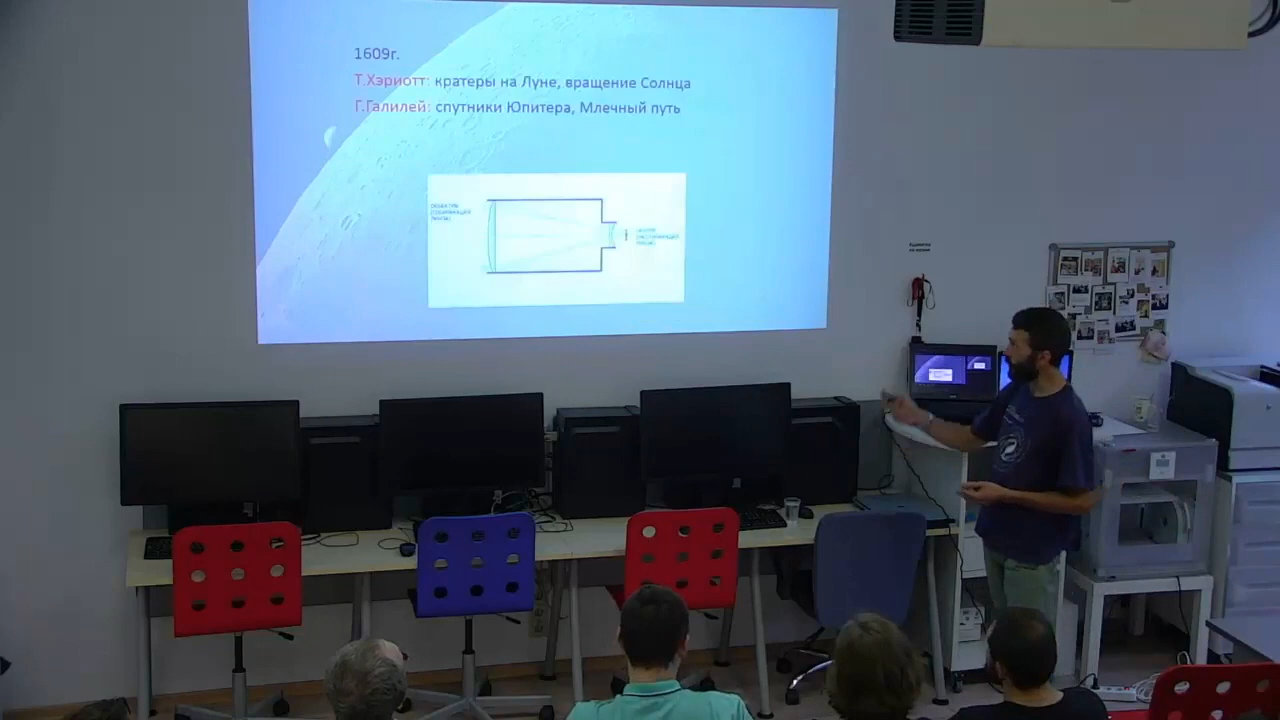 1609г.
Т.Хэриотт: кратеры на Луне, вращение Солнца
Г.Галилей: спутники Юпитера, Млечный путь